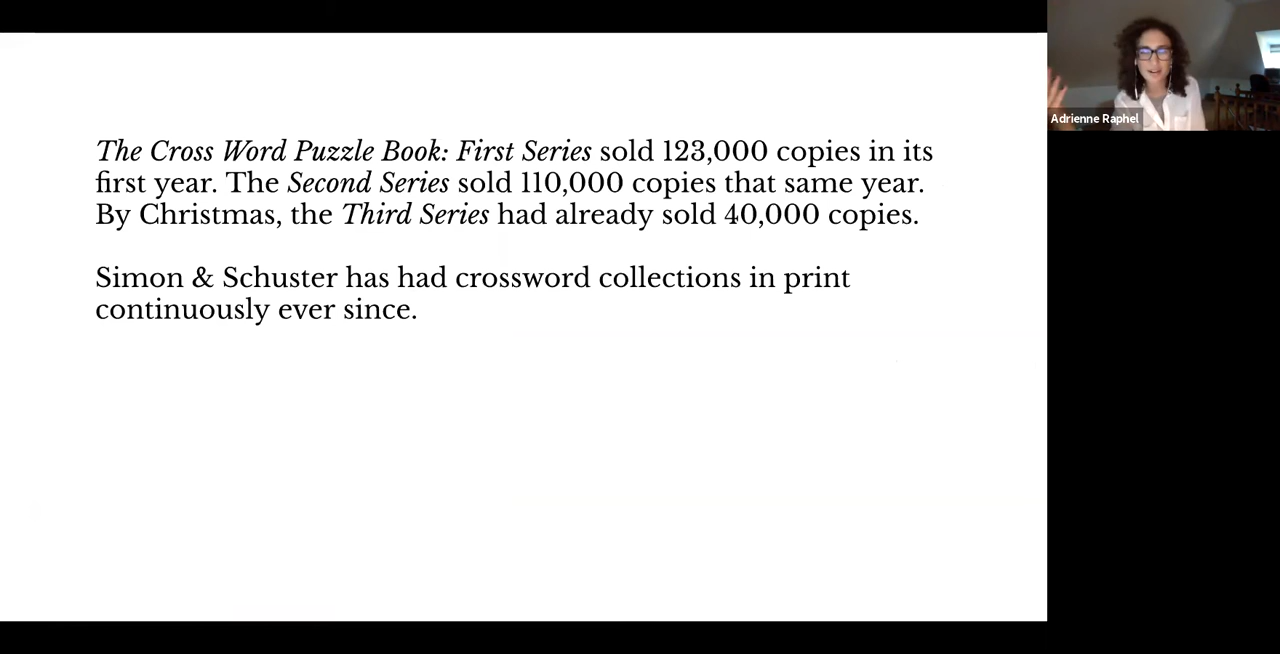 The Cross Word Puzzle Book: First Series sold 123,000 copies in its
first year. The Second Series sold 110,000 copies that same year.
By Christmas, the Third Series had already sold 40,000 copies.
Simon & Schuster has had crossword collections in print
continuously ever since.
Adrienne Raphel